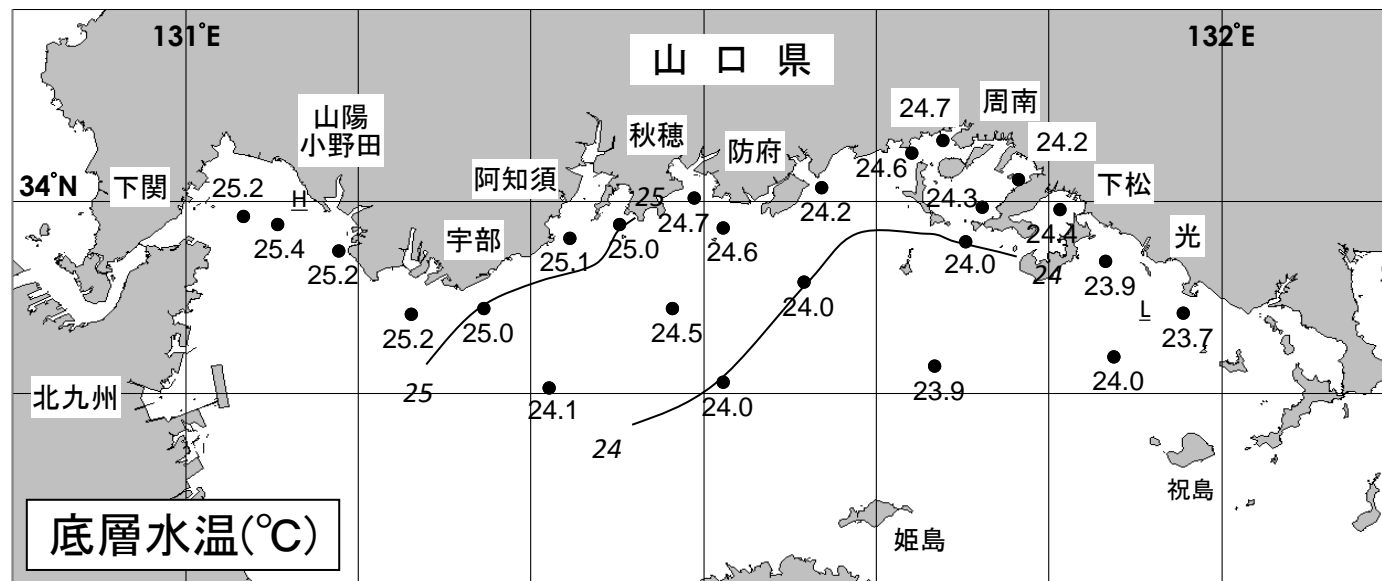 131°E
132°E
山口県
24.7
周南
山陽
小野田
秋穂
防府
24.6
24.2
34°N
下関
25.2
H
阿知須
25
24.7
24.2
24.3
下松
25.4
宇部
25.1
25.0
24.6
24.4
光
25.2
24.0
24
23.9
25.2
25.0
24.5
24.0
L
23.7
北九州
25
24.1
24.0
23.9
24.0
24
祝島
底層水温(℃)
姫島